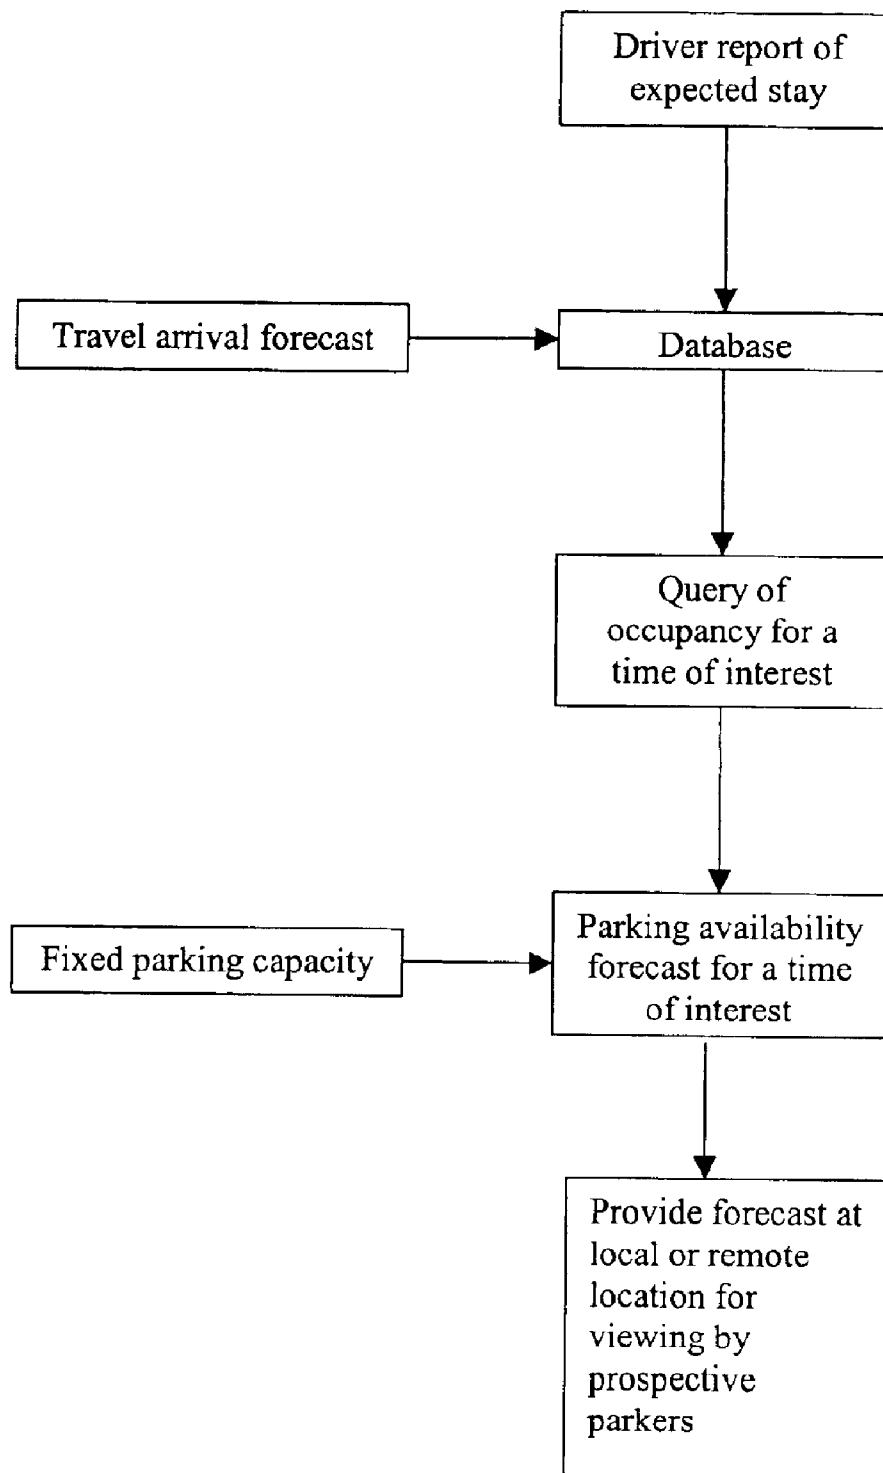 Driver report of
expected stay
Travel arrival forecast
Database
Query of
occupancy for a
time of interest
Parking availability
forecast for a time
of interest
Fixed parking capacity
Provide forecast at
local or remote
location for
viewing by
prospective
parkers